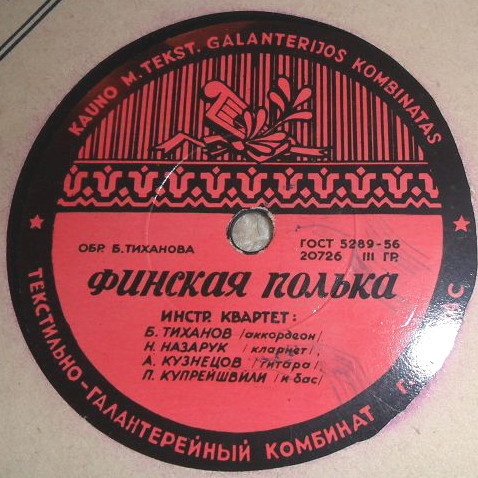 KAUNO M. TEKST. GALANTERIJOS KOMBINATAS
ОБР. Б. ТИХАНОВА
ГОСТ 5289-56
20726 III ГР.
ФИНСКАЯ ПОЛЬКА
ИНСТР. КВАРТЕТ:
Б. ТИХАНОВ /аккордеон/
Н. НАЗАРУК /кларнет/,
А. КУЗНЕЦОВ /гитара/
П. КУПРЕЙШВИЛИ /к-бас/
ТЕКСТИЛЬНО-ГАЛАНТЕРЕЙНЫЙ КОМБИНАТ Г.